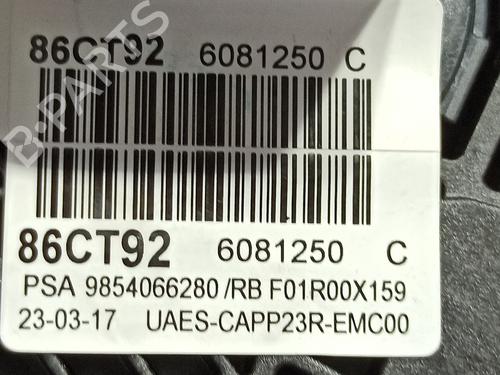 86CT92 6081250 C
B-PARTS
86CT92 6081250 C
PSA 9854066280 /RB F01R00X159
23-03-17 UAES-CAPP23R-EMC00